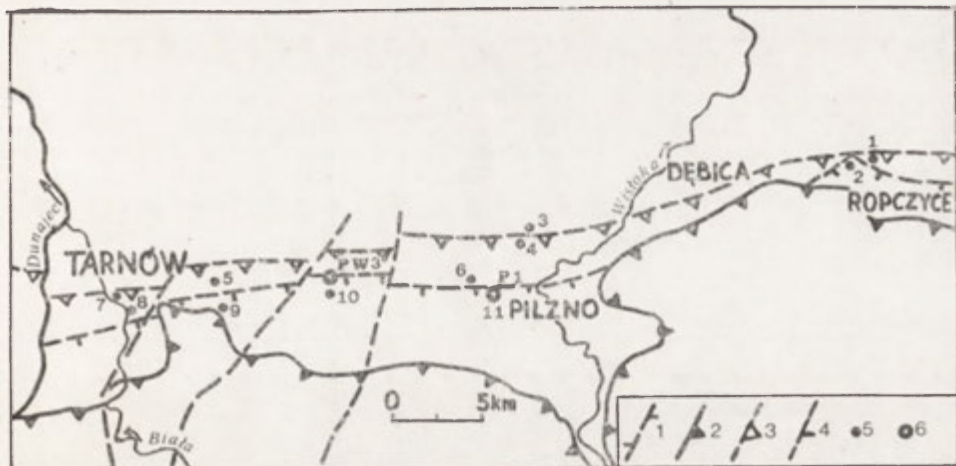 Wisłoka
DĘBICA
1
2
ROPCZYCE
3
4
Dunajec
TARNÓW
5
PW3
6
P1
7
8
9
10
11
PILZNO
0 5km
Biała
1 2 3 4 5 6